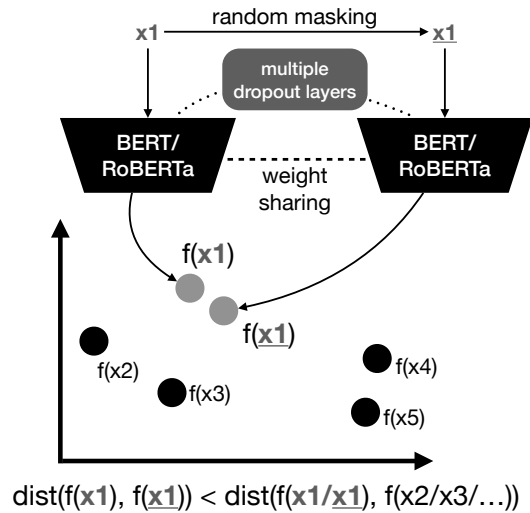 random masking
x1 x1
multiple
dropout layers
BERT/
RoBERTa
BERT/
RoBERTa
weight
sharing
f(x1)
f(x1)
f(x2)
f(x3)
f(x4)
f(x5)
dist(f(x1), f(x1)) < dist(f(x1/x1), f(x2/x3/…))